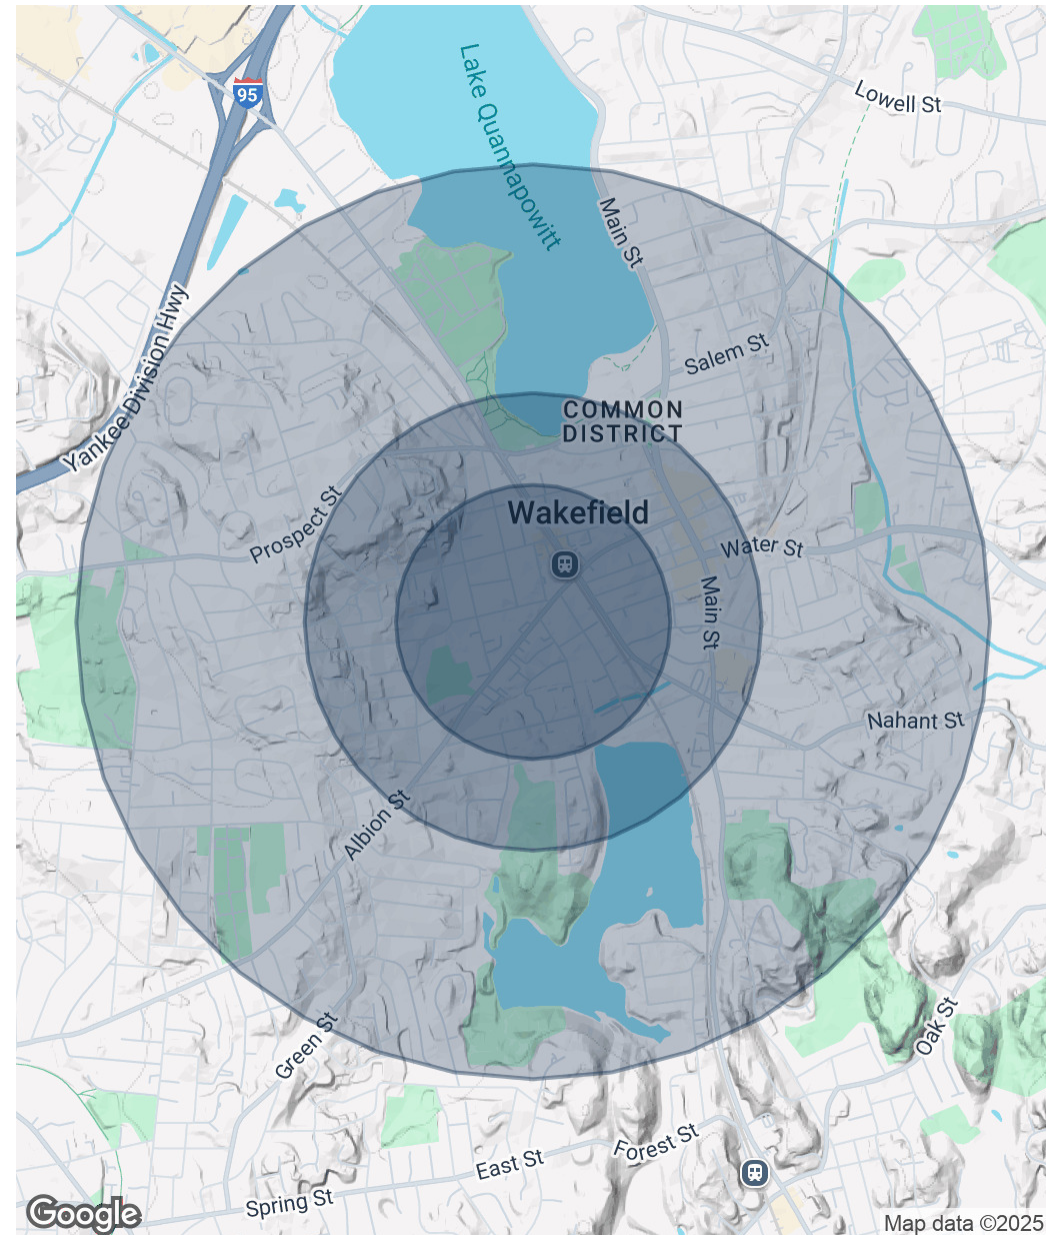 95
Lowell St
Lake Quannapowitt
Main St
Yankee Division Hwy
Salem St
COMMON
DISTRICT
Prospect St
Wakefield
Water St
Main St
Nahant St
Albion St
Green St
Oak St
Forest St
East St
Spring St
Google
Map data ©2025